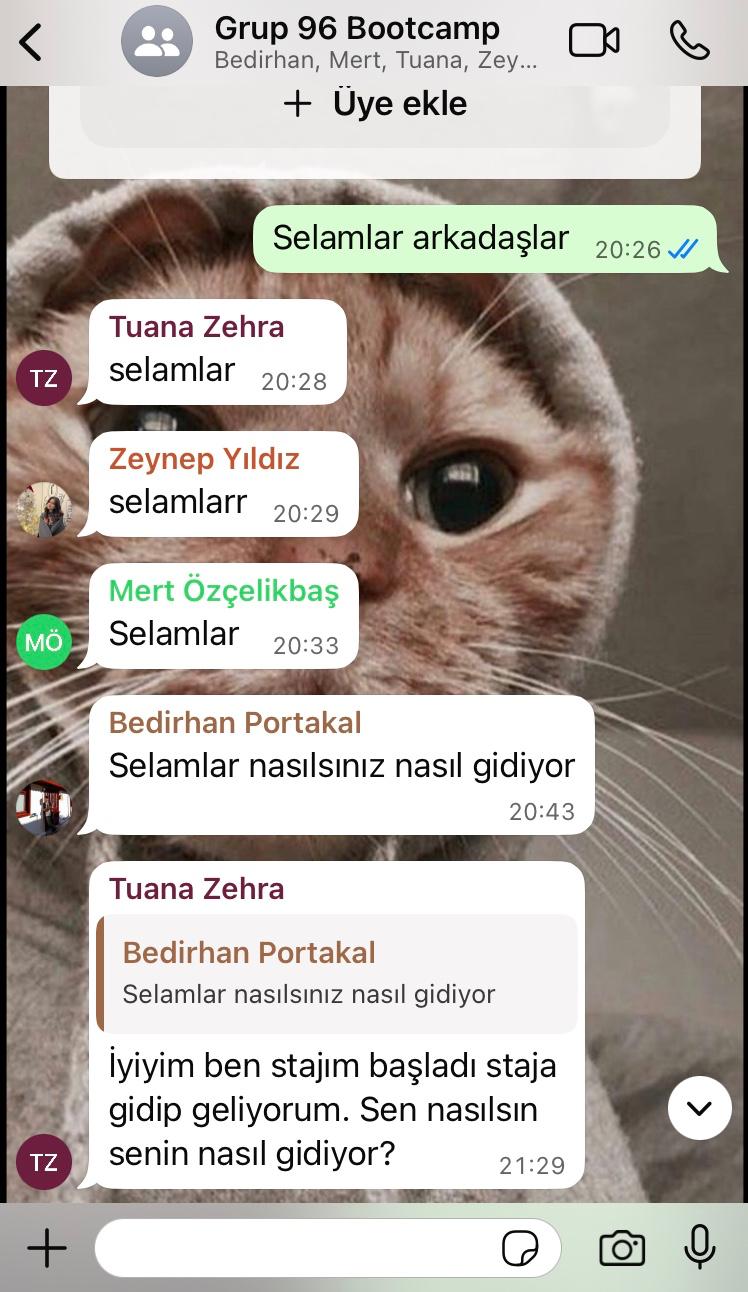 Grup 96 Bootcamp
Bedirhan, Mert, Tuana, Zey...
+ Üye ekle
Selamlar arkadaşlar 20:26
Tuana Zehra
TZ
selamlar 20:28
Zeynep Yıldız
selamlarr 20:29
Mert Özçelikbaş
MÖ
Selamlar 20:33
Bedirhan Portakal
Selamlar nasılsınız nasıl gidiyor
20:43
Tuana Zehra
Bedirhan Portakal
Selamlar nasılsınız nasıl gidiyor
İyiyim ben stajım başladı staja
gidip geliyorum. Sen nasılsın
senin nasıl gidiyor? 21:29
TZ